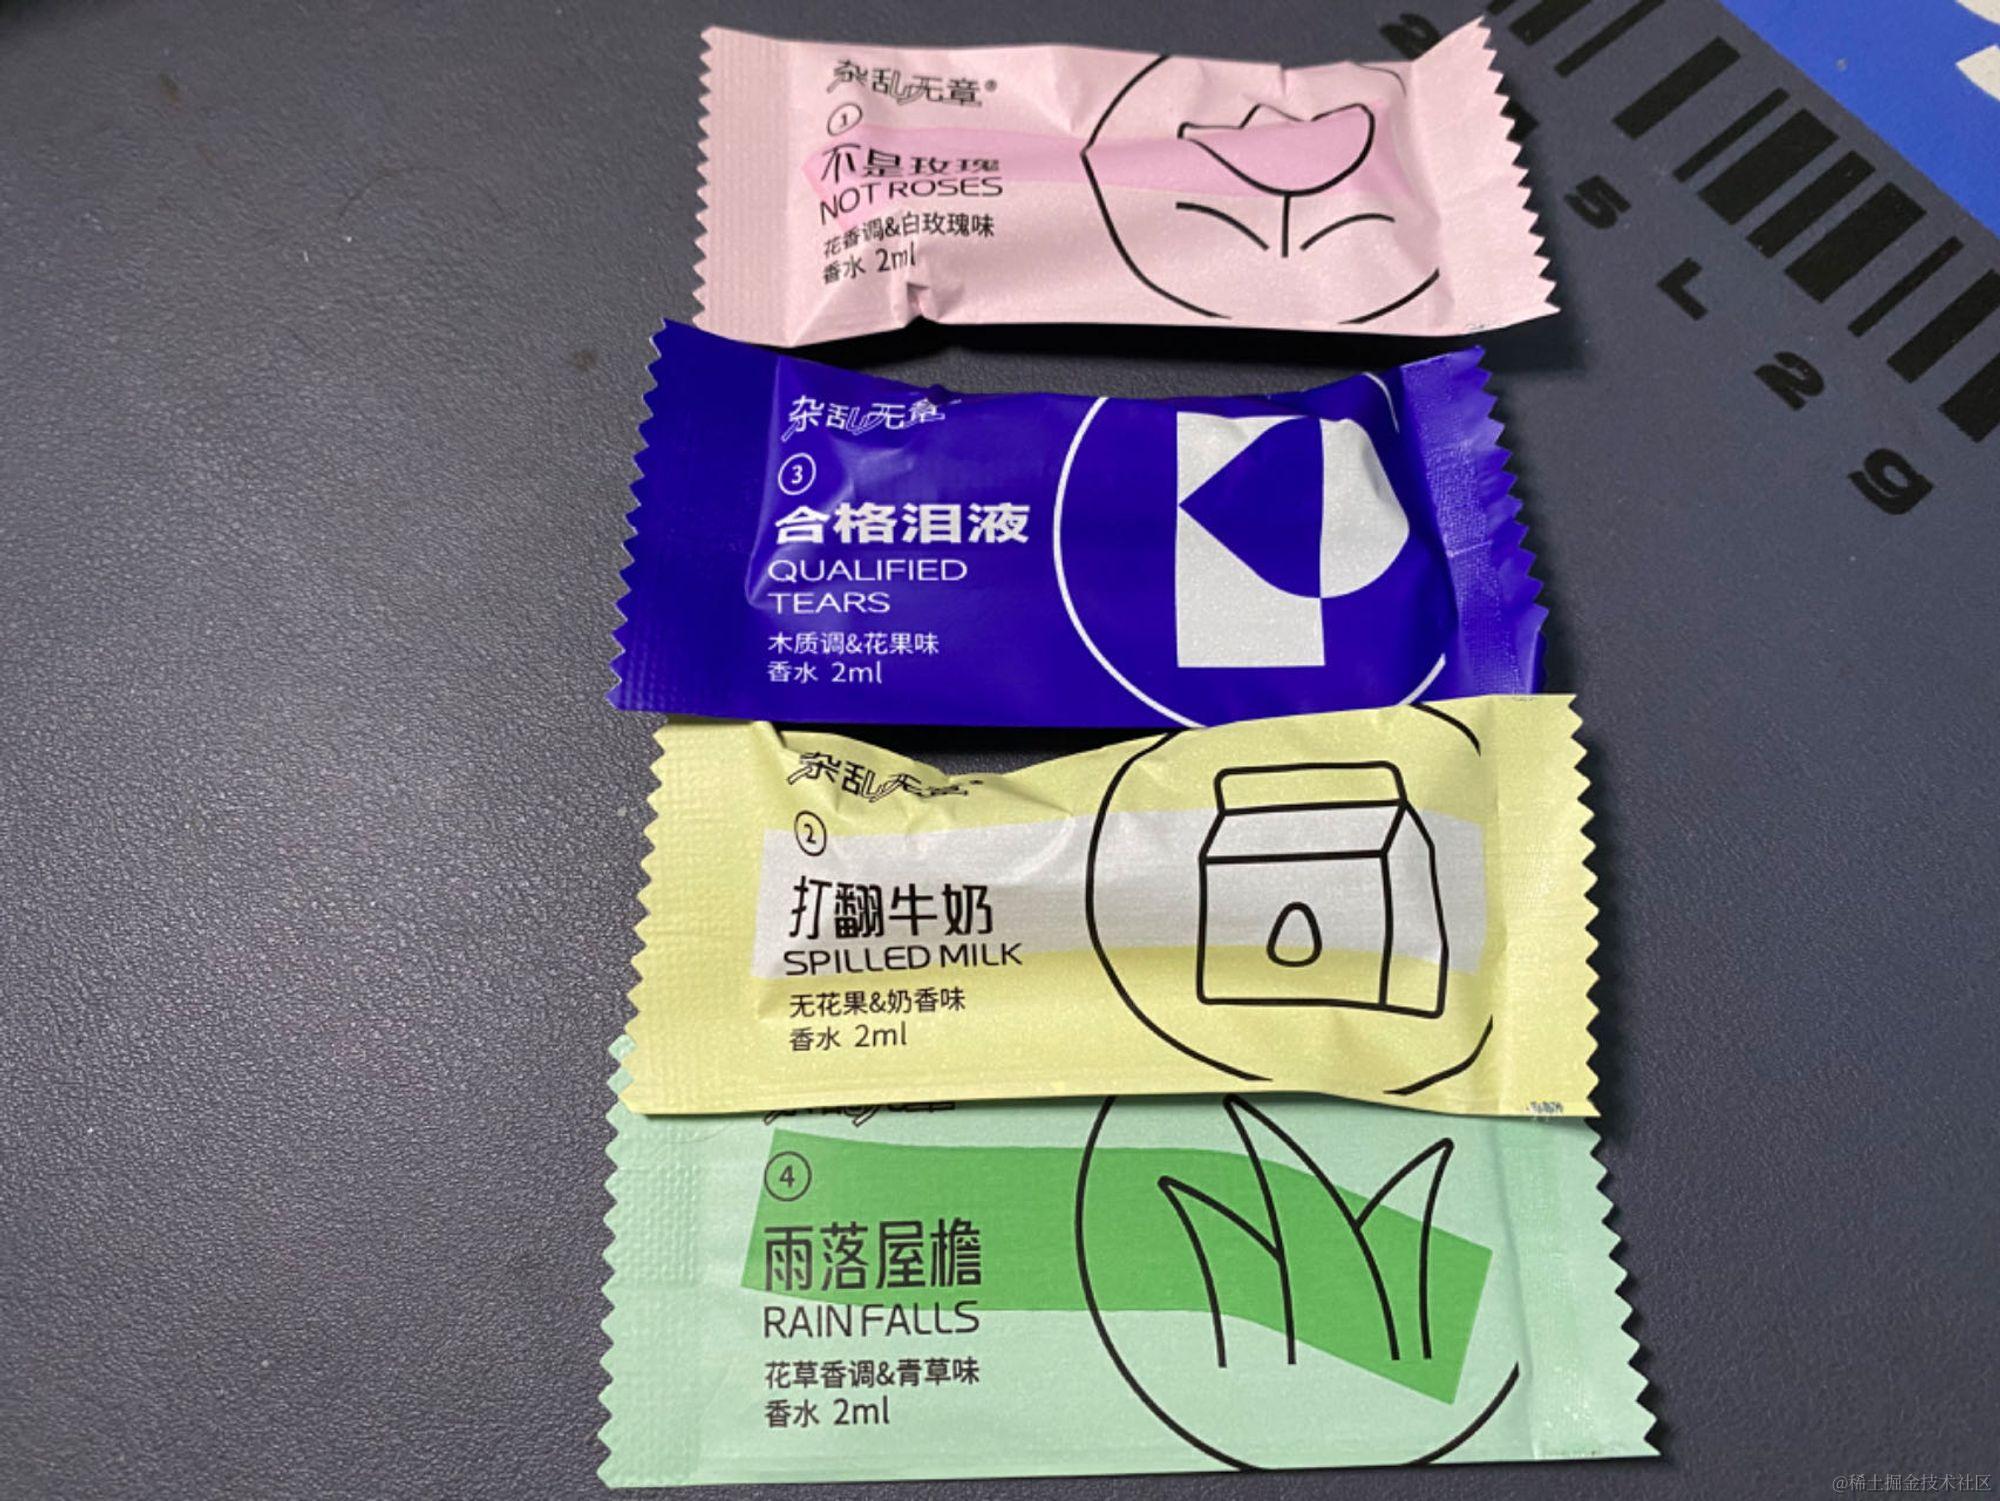 杂乱无章®
①
不是玫瑰
NOT ROSES
花香调&白玫瑰味
香水 2ml
杂乱无章
③
合格泪液
QUALIFIED
TEARS
木质调&花果味
香水 2ml
杂乱无章
②
打翻牛奶
SPILLED MILK
无花果&奶香味
香水 2ml
④
雨落屋檐
RAIN FALLS
花草香调&青草味
香水 2ml
5L29
@稀土掘金技术社区